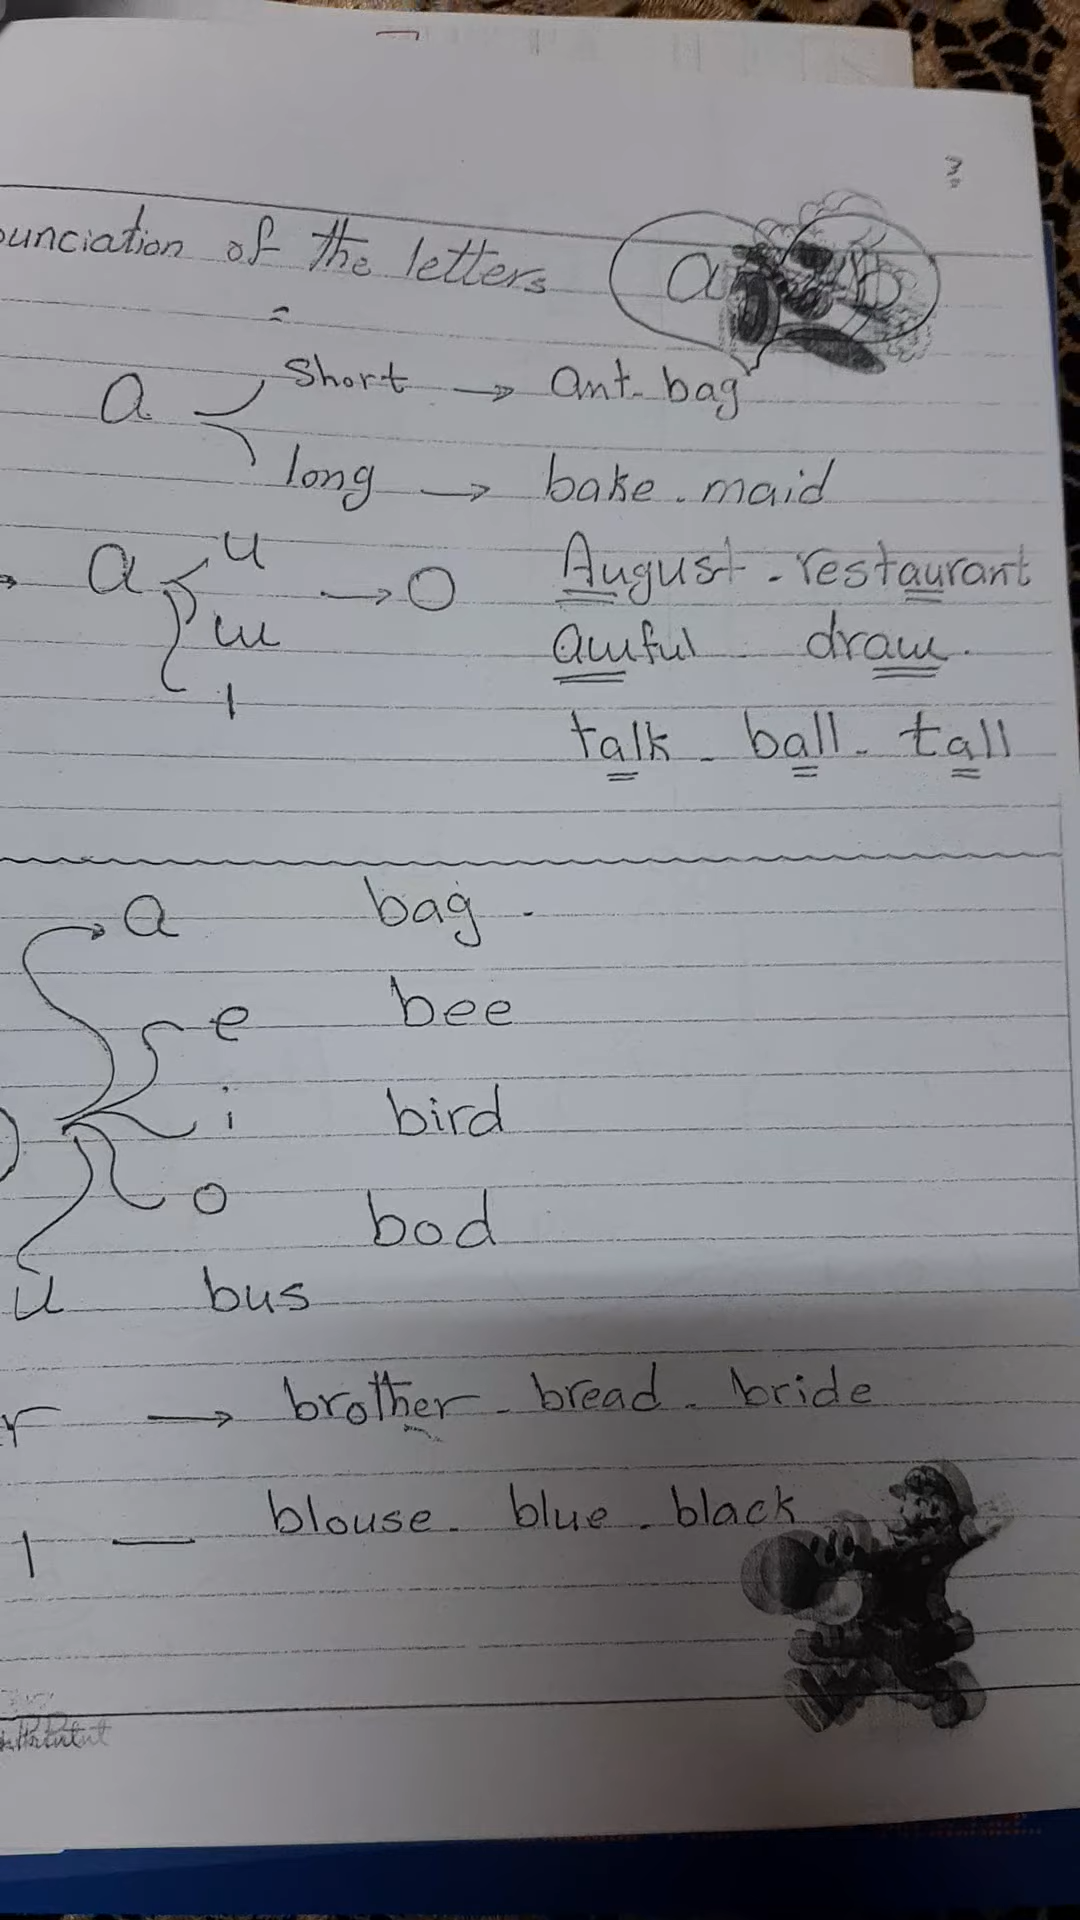 ounciation of the letters a b
a short → ant - bag
long → bake . maid
a u → O August - restaurant
w awful draw .
l talk - ball - tall
a bag .
e bee
i bird
o bod
u bus
r → brother - bread - bride
l — blouse - blue - black